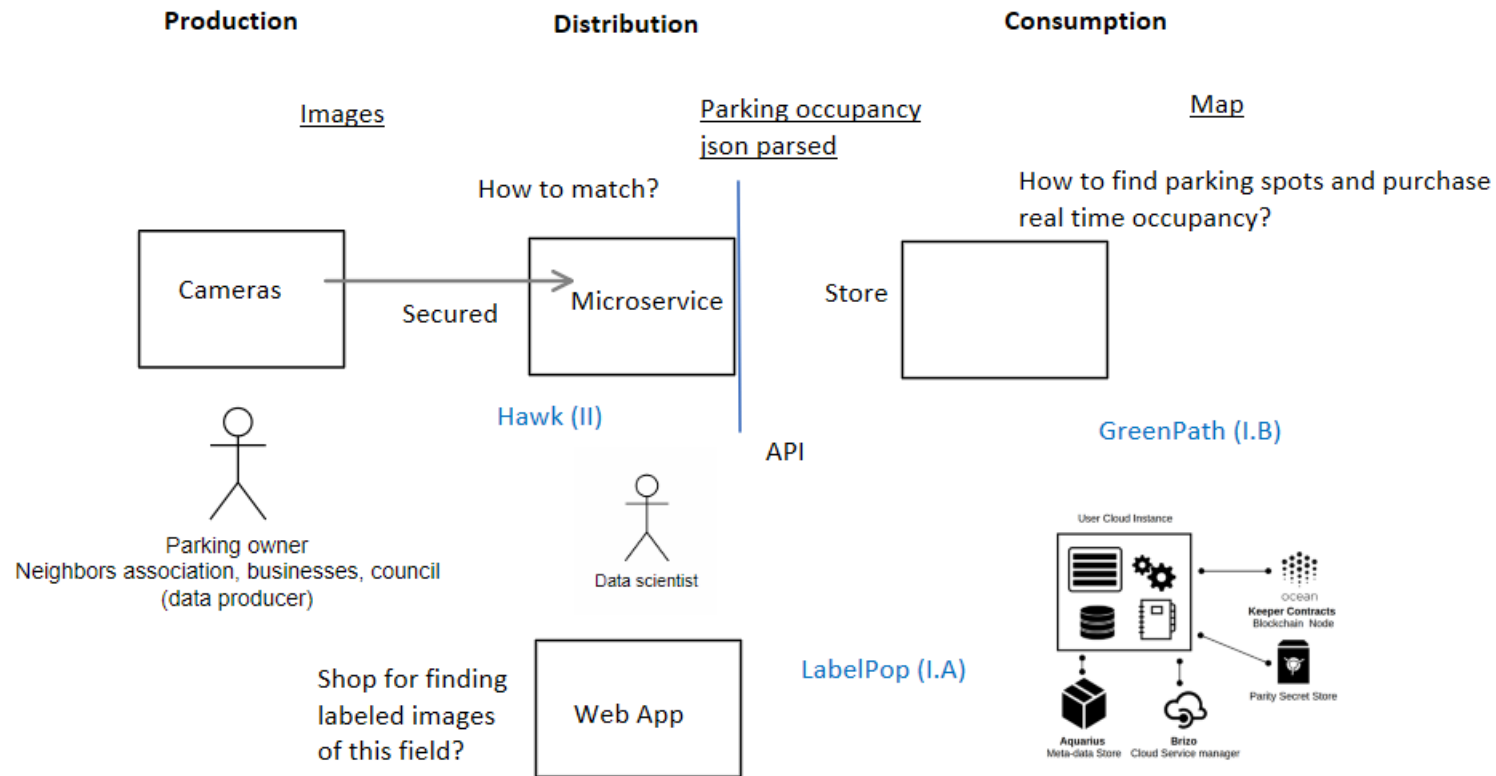 Production
Distribution
Consumption
Images
Parking occupancy
json parsed
Map
How to match?
How to find parking spots and purchase
real time occupancy?
Cameras
Secured
Microservice
Store
Hawk (II)
API
GreenPath (I.B)
Parking owner
Neighbors association, businesses, council
(data producer)
Data scientist
User Cloud Instance
ocean
Keeper Contracts
Blockchain Node
Parity Secret Store
Aquarius
Meta-data Store
Brizo
Cloud Service manager
LabelPop (I.A)
Shop for finding
labeled images
of this field?
Web App